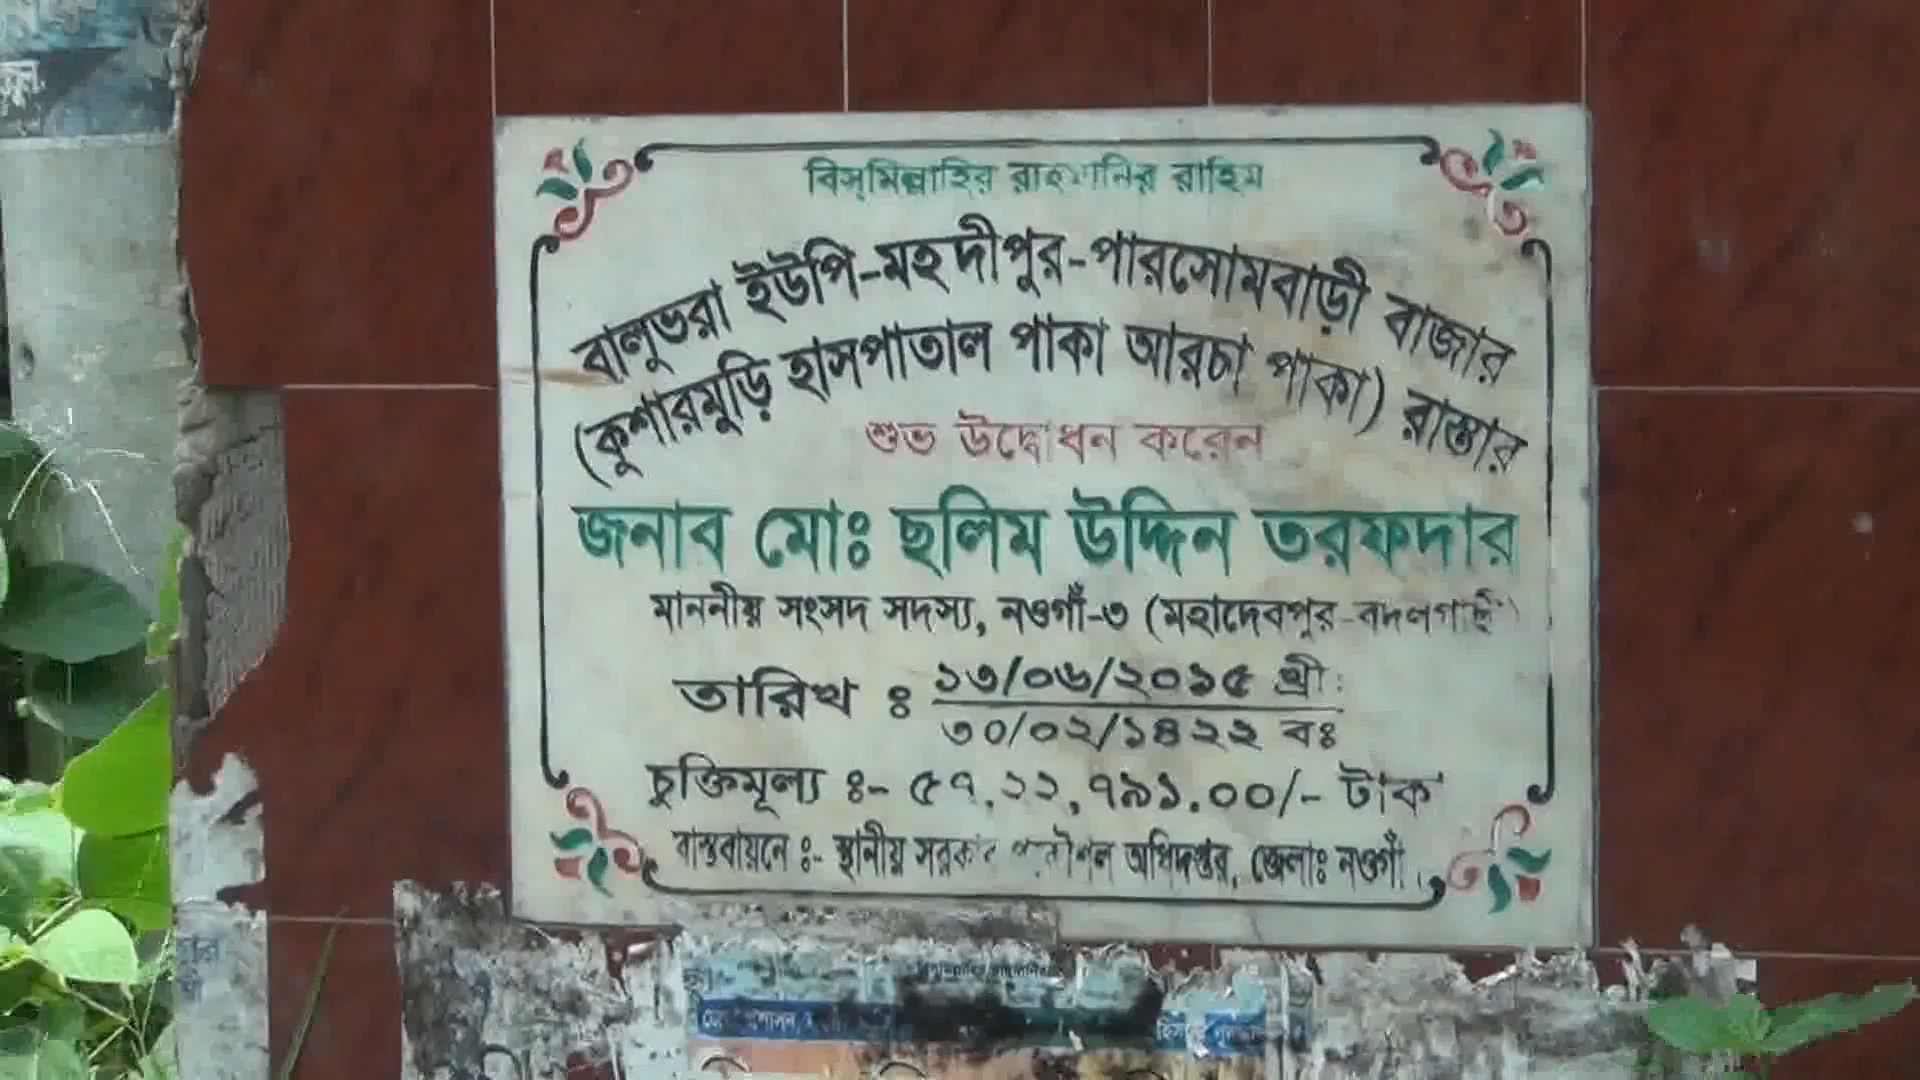 বিস্‌মিল্লাহির রাহমানির রাহিম
বালুভরা ইউপি-মহদীপুর-পারসোমবাড়ী বাজার
(কুশারমুড়ি হাসপাতাল পাকা আরচা পাকা) রাস্তার
শুভ উদ্বোধন করেন
জনাব মোঃ ছলিম উদ্দিন তরফদার
মাননীয় সংসদ সদস্য, নওগাঁ-৩ (মহাদেবপুর-বদলগাছী)
তারিখ ঃ ১৩/০৬/২০১৫ খ্রীঃ
৩০/০২/১৪২২ বঃ
চুক্তিমূল্য ঃ- ৫৭,২২,৭৯১.০০/- টাক
বাস্তবায়নে ঃ- স্থানীয় সরকার প্রকৌশল অধিদপ্তর, জেলাঃ নওগাঁ।